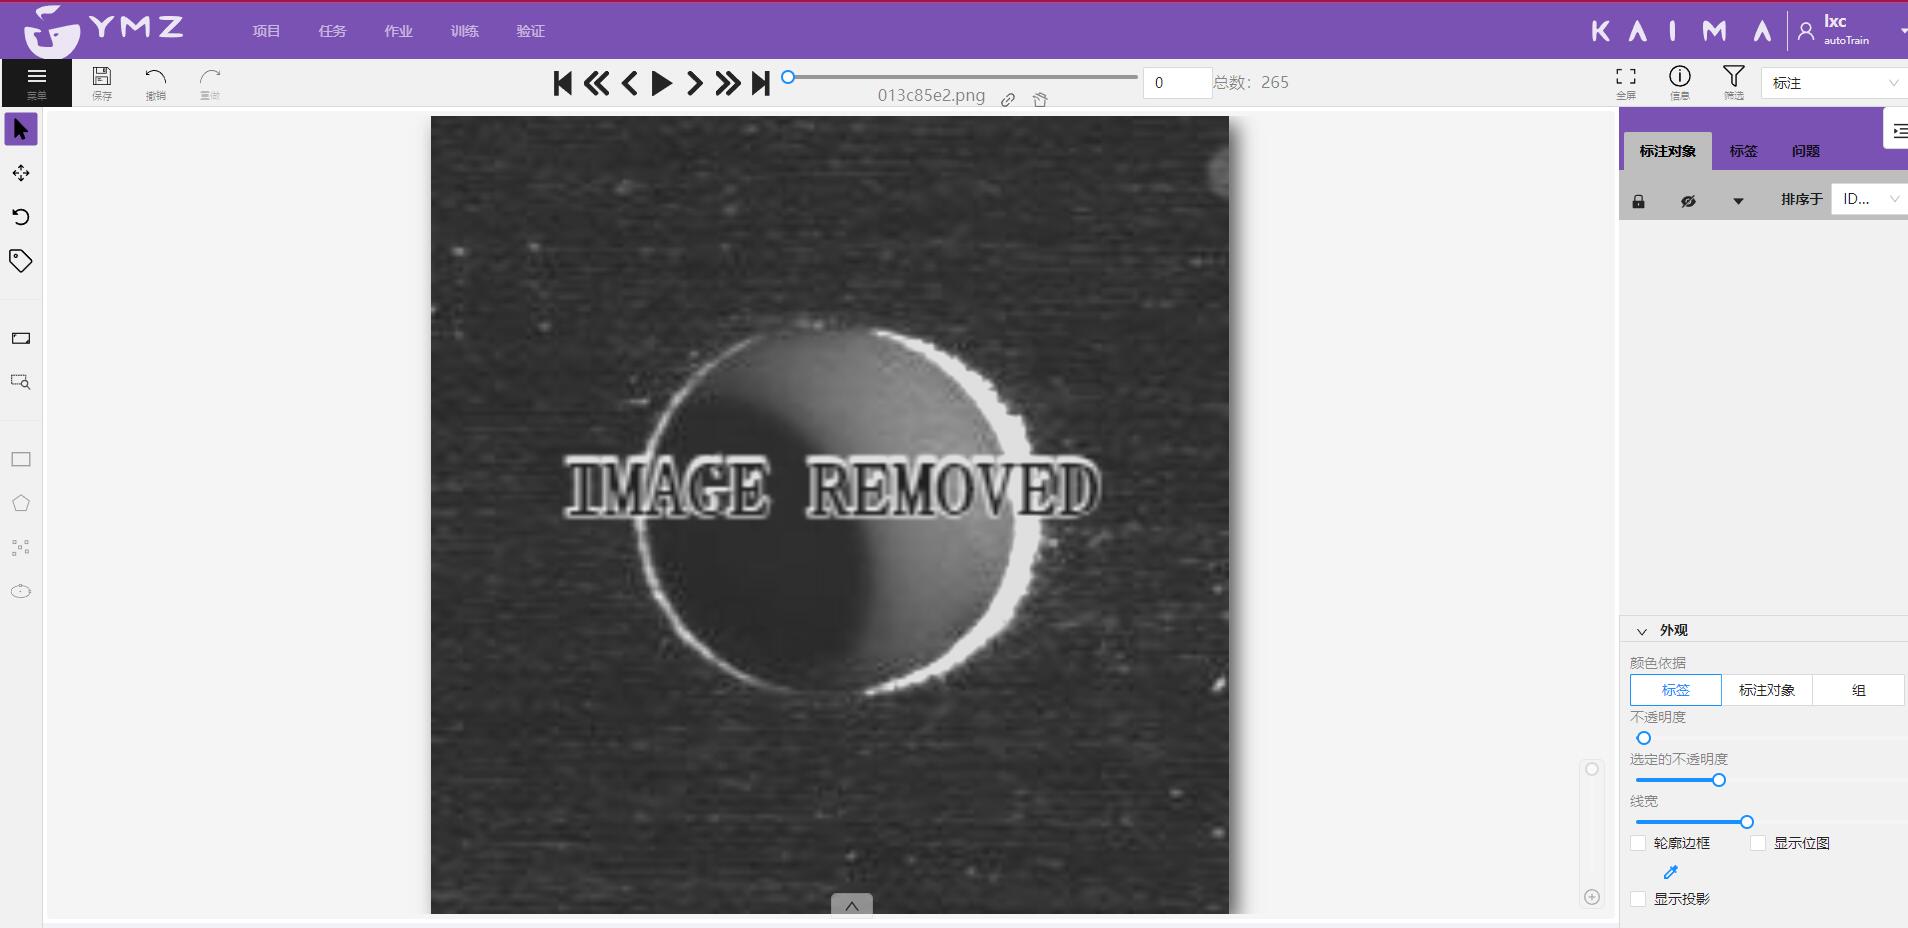 YMZ 项目 任务 作业 训练 验证 KAIMA lxc
autoTrain
菜单 保存 撤销 重做 013c85e2.png 0 总数：265 全屏 信息 筛选 标注
标注对象 标签 问题
排序于 ID...
IMAGE REMOVED
外观
颜色依据
标签 标注对象 组
不透明度
选定的不透明度
线宽
轮廓边框 显示位图
显示投影